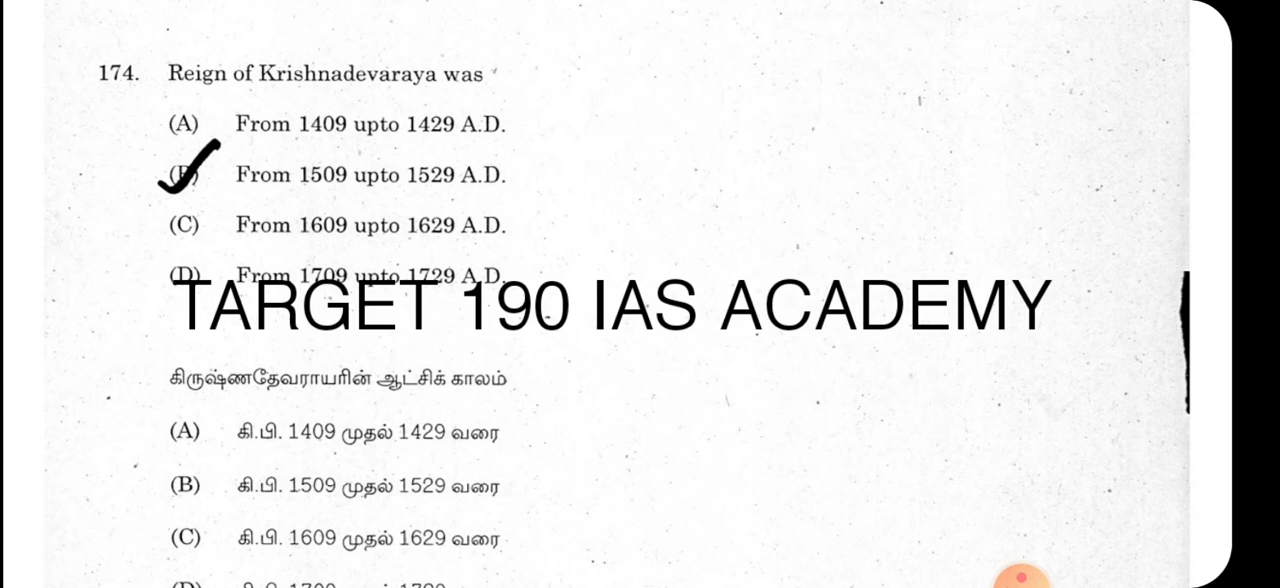 174. Reign of Krishnadevaraya was
(A) From 1409 upto 1429 A.D.
(B) From 1509 upto 1529 A.D.
(C) From 1609 upto 1629 A.D.
(D) From 1709 upto 1729 A.D.
TARGET 190 IAS ACADEMY
கிருஷ்ணதேவராயரின் ஆட்சிக் காலம்
(A) கி.பி. 1409 முதல் 1429 வரை
(B) கி.பி. 1509 முதல் 1529 வரை
(C) கி.பி. 1609 முதல் 1629 வரை